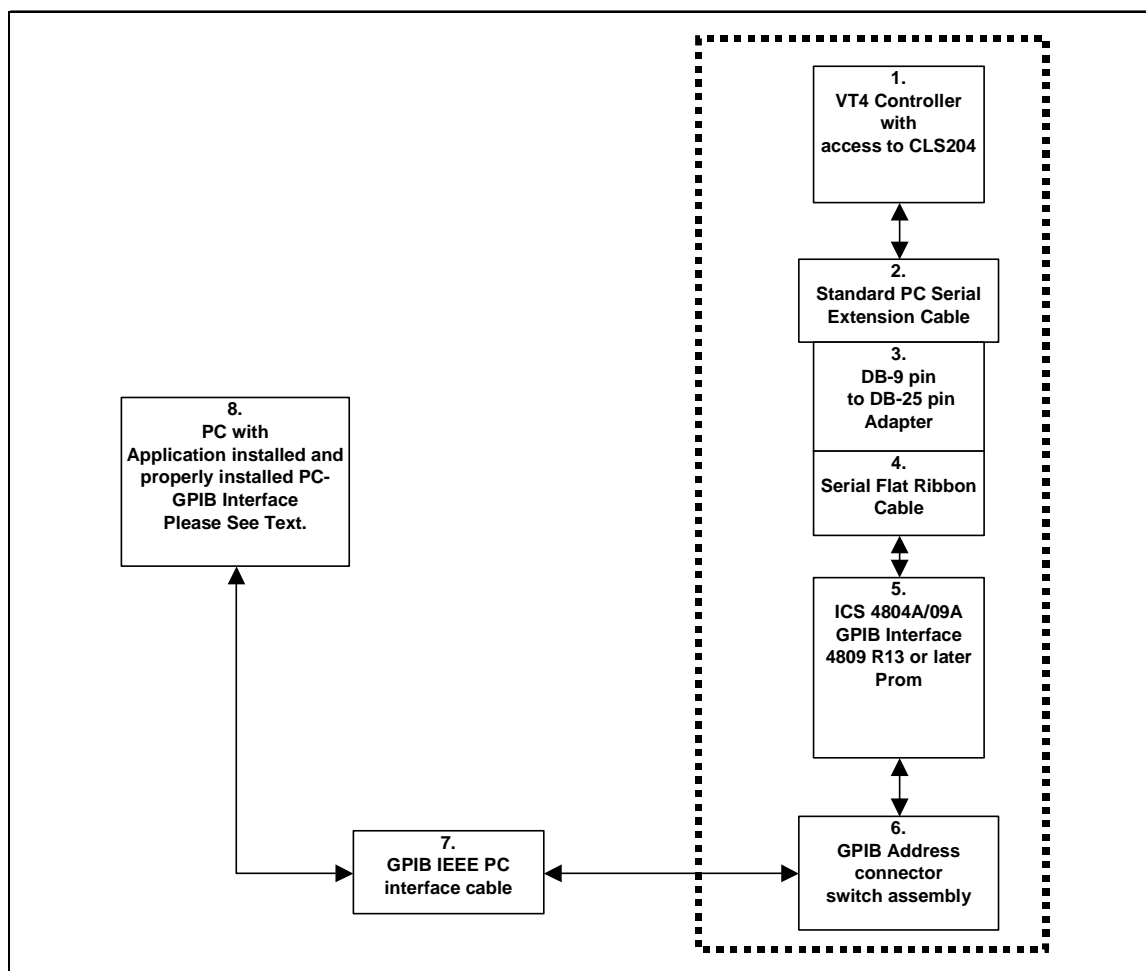 1.
VT4 Controller
with
access to CLS204
2.
Standard PC Serial
Extension Cable
3.
DB-9 pin
to DB-25 pin
Adapter
4.
Serial Flat Ribbon
Cable
5.
ICS 4804A/09A
GPIB Interface
4809 R13 or later
Prom
6.
GPIB Address
connector
switch assembly
7.
GPIB IEEE PC
interface cable
8.
PC with
Application installed and
properly installed PC-
GPIB Interface
Please See Text.